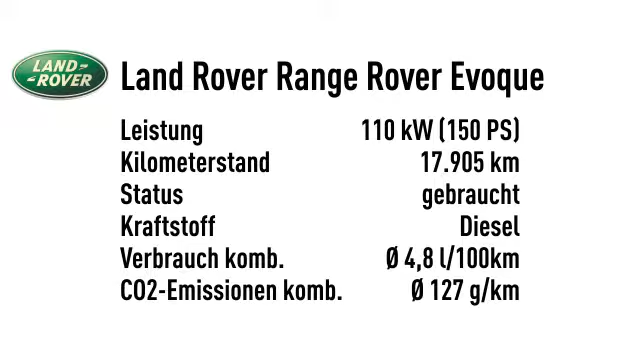 LAND-
-ROVER
Land Rover Range Rover Evoque
Leistung 110 kW (150 PS)
Kilometerstand 17.905 km
Status gebraucht
Kraftstoff Diesel
Verbrauch komb. Ø 4,8 l/100km
CO2-Emissionen komb. Ø 127 g/km